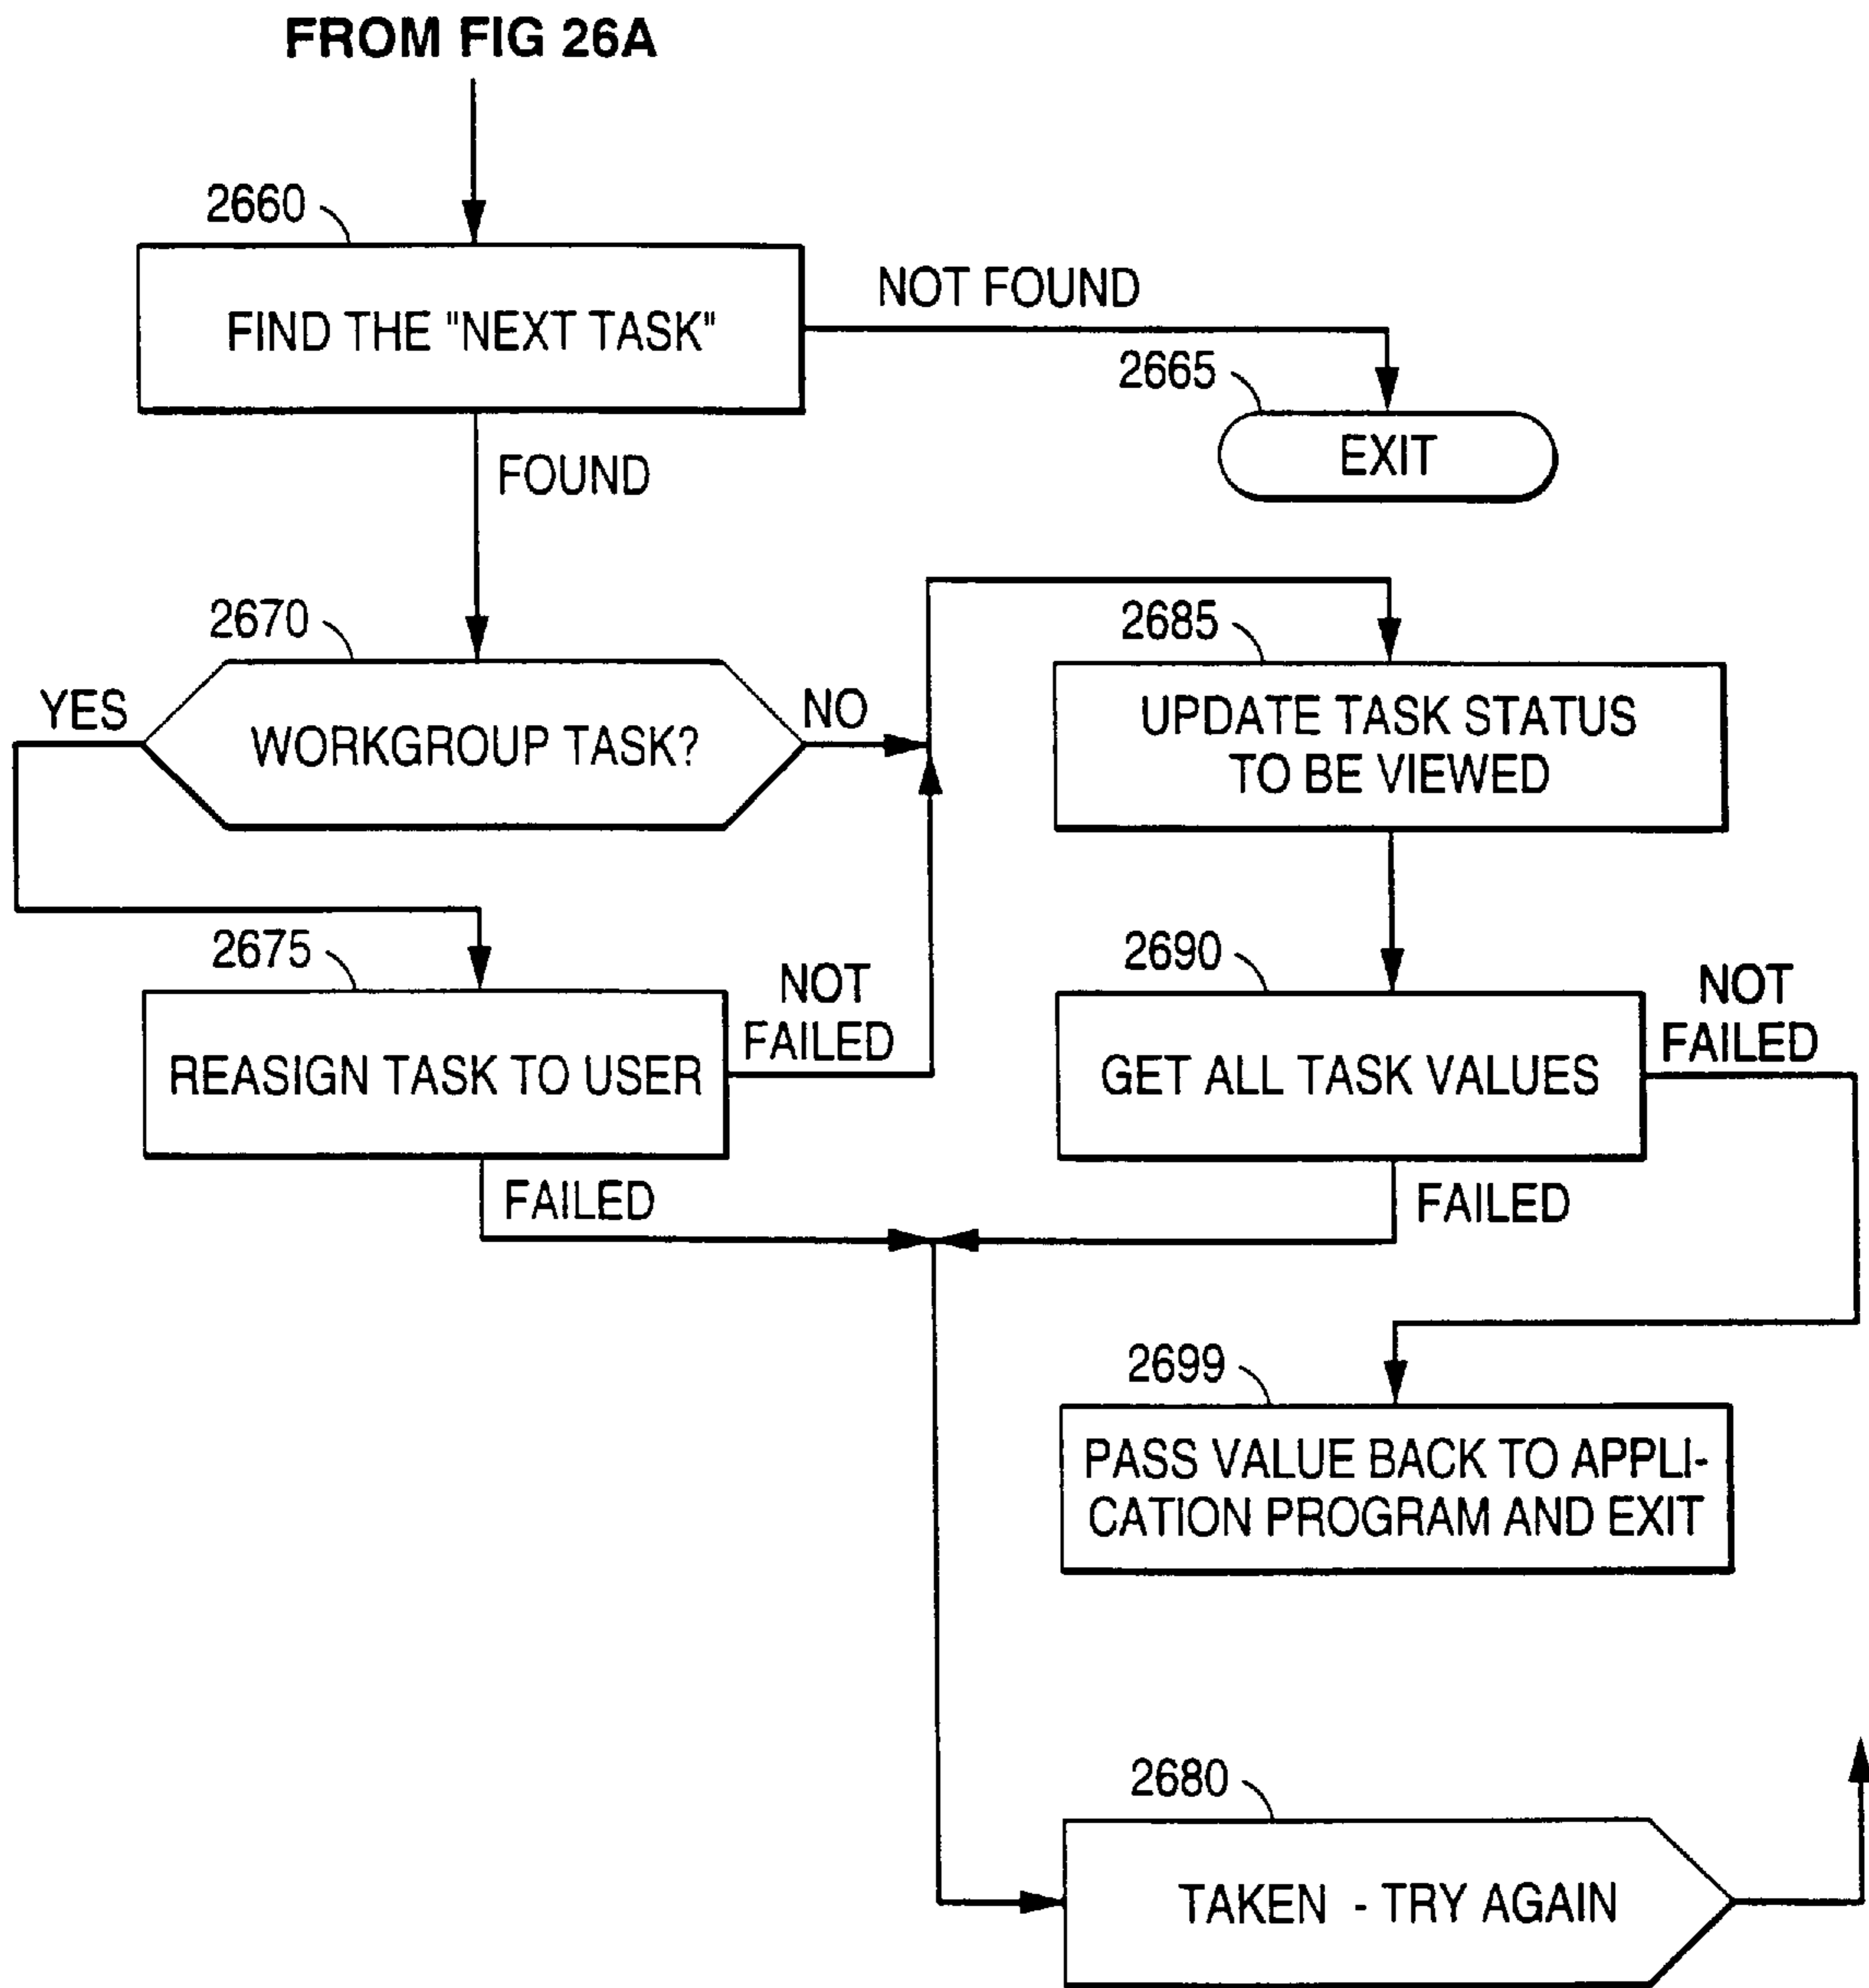 FROM FIG 26A
2660
FIND THE "NEXT TASK"
NOT FOUND
2665
EXIT
FOUND
2670
YES
WORKGROUP TASK?
NO
2685
UPDATE TASK STATUS
TO BE VIEWED
2675
REASIGN TASK TO USER
NOT
FAILED
FAILED
2690
GET ALL TASK VALUES
NOT
FAILED
FAILED
2699
PASS VALUE BACK TO APPLI-
CATION PROGRAM AND EXIT
2680
TAKEN - TRY AGAIN